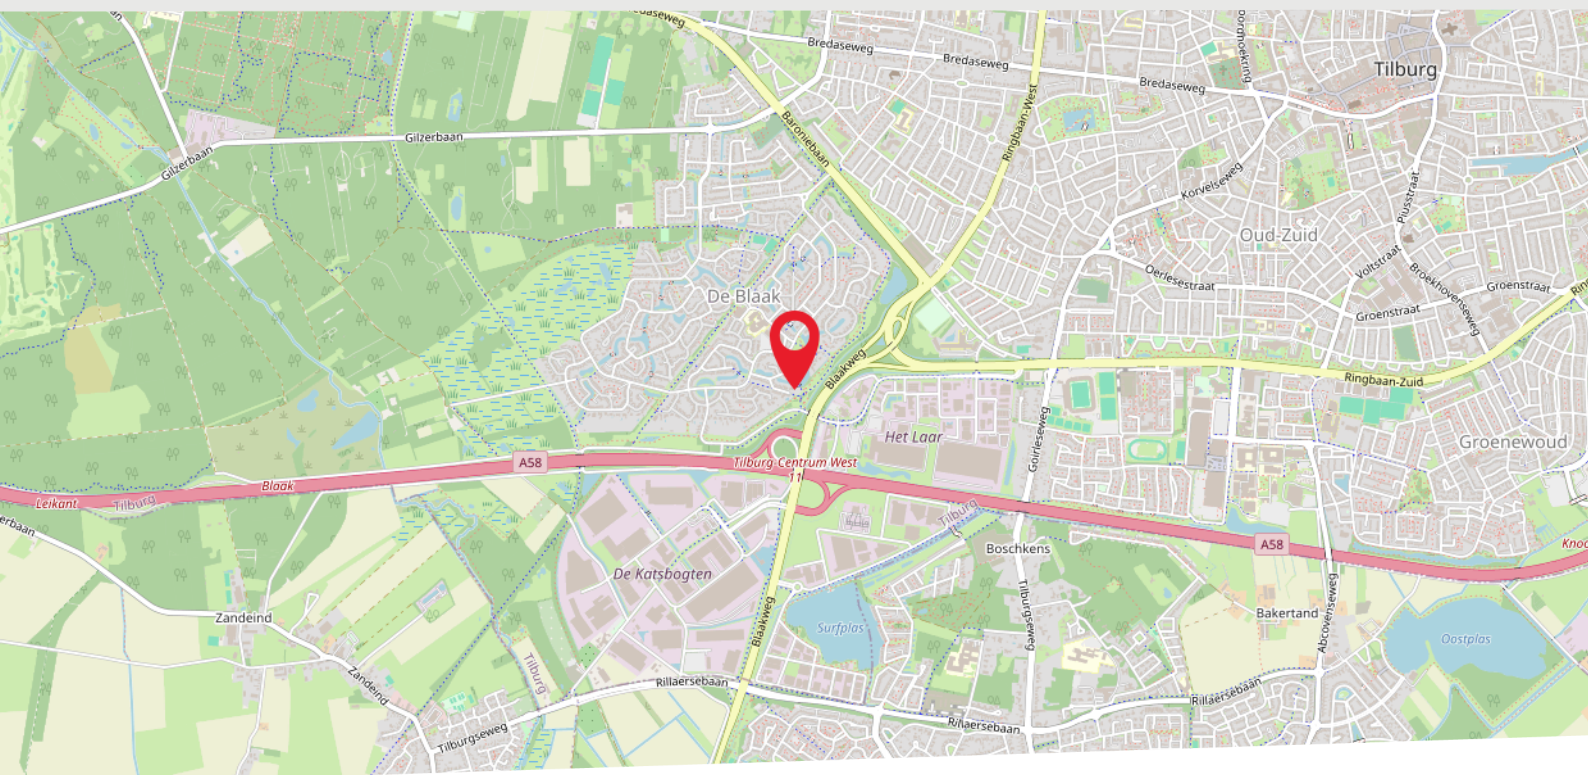 Bredaseweg
Bredaseweg
Bredaseweg
Tilburg
Gilzerbaan
Gilzerbaan
Baroniebaan
Ringbaan-West
Korvelseweg
Piusstraat
Oud-Zuid
Voltstraat
Oerlesestraat
Broekhovenseweg
Groenstraat
Groenstraat
De Blaak
Blaakweg
Ringbaan-Zuid
Goirleseweg
Het Laar
Groenewoud
A58
Tilburg-Centrum West
11
Blaak
Leikant
Tilburg
Tilburg
A58
Boschkens
De Katsbogten
Tilburgseweg
Abcovenseweg
Bakertand
Zandeind
Blaakweg
Surfplas
Oostplas
Tilburg
Zandeind
Rillaersebaan
Rillaersebaan
Rillaersebaan
Tilburgseweg